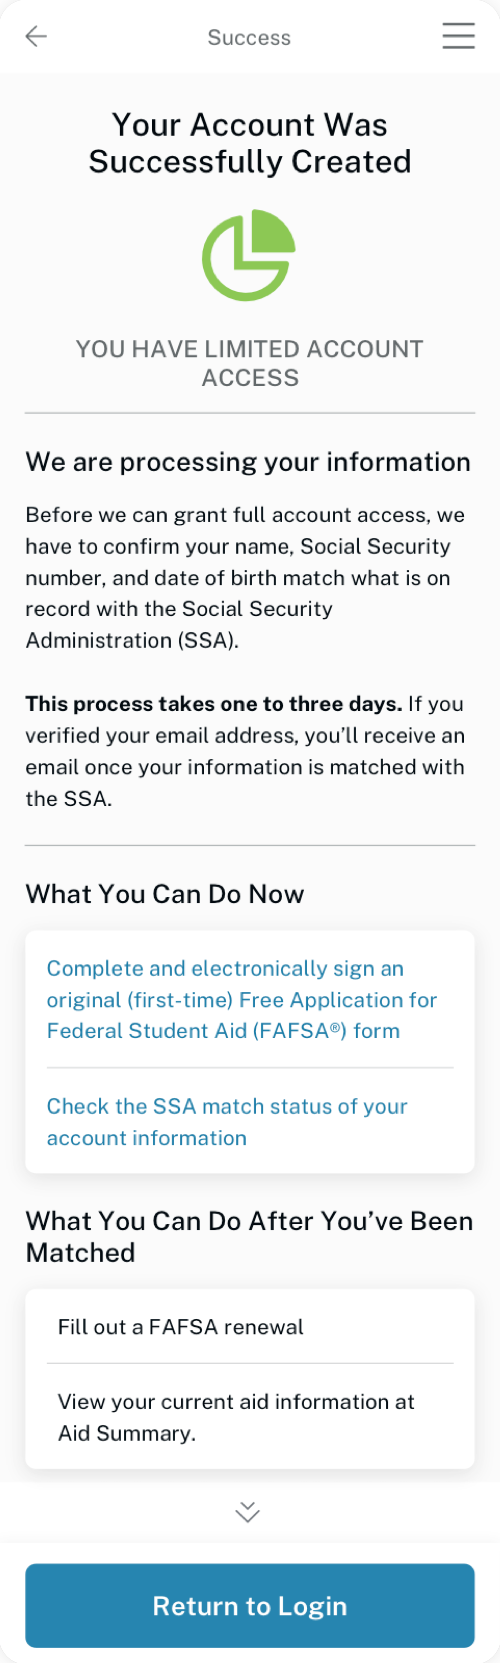 Success
Your Account Was
Successfully Created
YOU HAVE LIMITED ACCOUNT
ACCESS
We are processing your information
Before we can grant full account access, we
have to confirm your name, Social Security
number, and date of birth match what is on
record with the Social Security
Administration (SSA).
This process takes one to three days. If you
verified your email address, you’ll receive an
email once your information is matched with
the SSA.
What You Can Do Now
Complete and electronically sign an
original (first-time) Free Application for
Federal Student Aid (FAFSA®) form
Check the SSA match status of your
account information
What You Can Do After You’ve Been
Matched
Fill out a FAFSA renewal
View your current aid information at
Aid Summary.
Return to Login